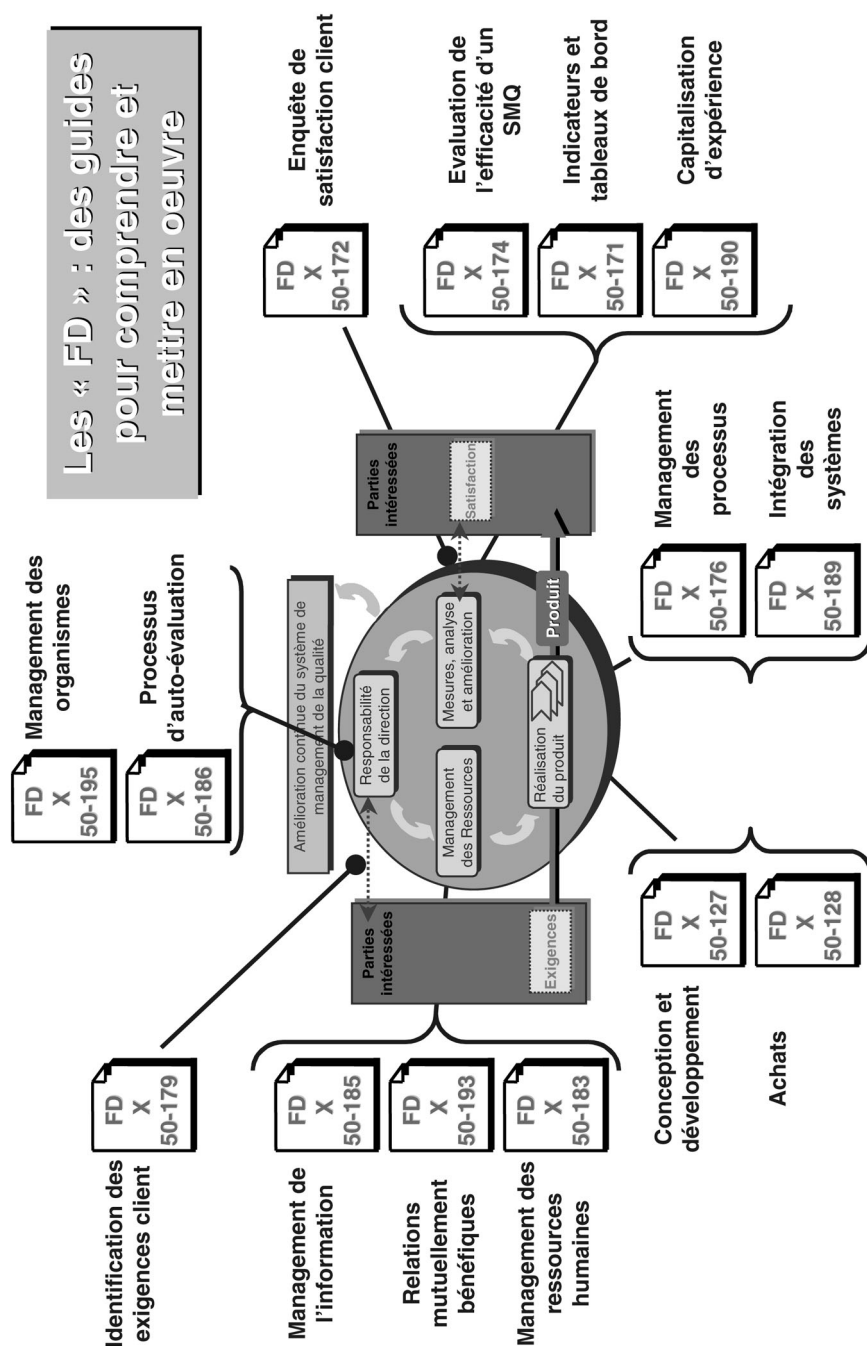 Les « FD » : des guides
pour comprendre et
mettre en oeuvre
Identification des
exigences client
FD
X
50-179
Management des
organismes
FD
X
50-195
Processus
d'auto-évaluation
FD
X
50-186
Enquête de
satisfaction client
FD
X
50-172
Management de
l'information
FD
X
50-185
Relations
mutuellement
bénéfiques
FD
X
50-193
Management des
ressources
humaines
FD
X
50-183
Parties
intéressées
Exigences
Amélioration continue du système de
management de la qualité
Responsabilité
de la direction
Management
des Ressources
Mesures, analyse
et amélioration
Réalisation
du produit
Produit
Parties
intéressées
Satisfaction
FD
X
50-174
Evaluation de
l'efficacité d'un
SMQ
FD
X
50-171
Indicateurs et
tableaux de bord
FD
X
50-190
Capitalisation
d'expérience
Conception et
développement
FD
X
50-127
Achats
FD
X
50-128
FD
X
50-176
Management
des
processus
FD
X
50-189
Intégration
des
systèmes